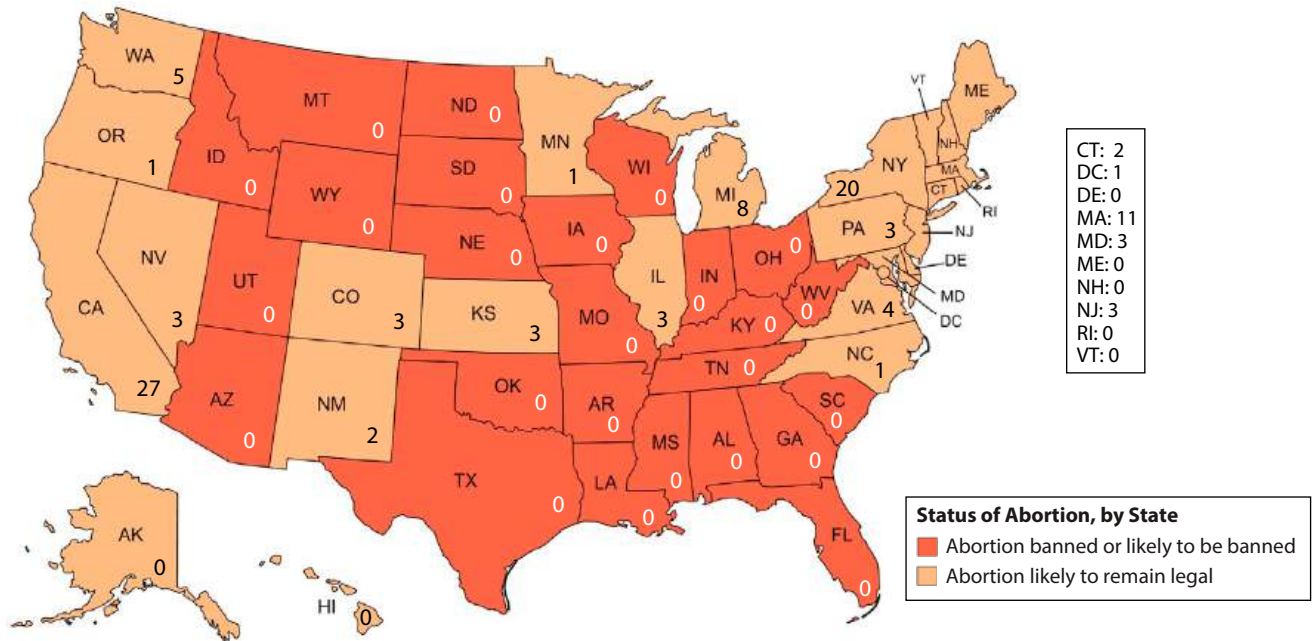 WA
5
MT
0
ND
0
MN
1
OR
1
ID
0
WY
0
SD
0
WI
0
MI
8
NY
20
VT
ME
NH
MA
CT
RI
NJ
PA 3
DE
MD
DC
NE
0
IA
0
IL
3
IN
0
OH
0
WV
0
VA 4
KY 0
NC
1
NV
3
UT
0
CO
3
KS
3
MO
0
CA
27
AZ
0
NM
2
OK
0
AR
0
TN 0
SC
0
MS
0
AL
0
GA
0
TX
0
LA
0
FL
0
AK
0
HI
0
CT: 2
DC: 1
DE: 0
MA: 11
MD: 3
ME: 0
NH: 0
NJ: 3
RI: 0
VT: 0
Status of Abortion, by State
Abortion banned or likely to be banned
Abortion likely to remain legal